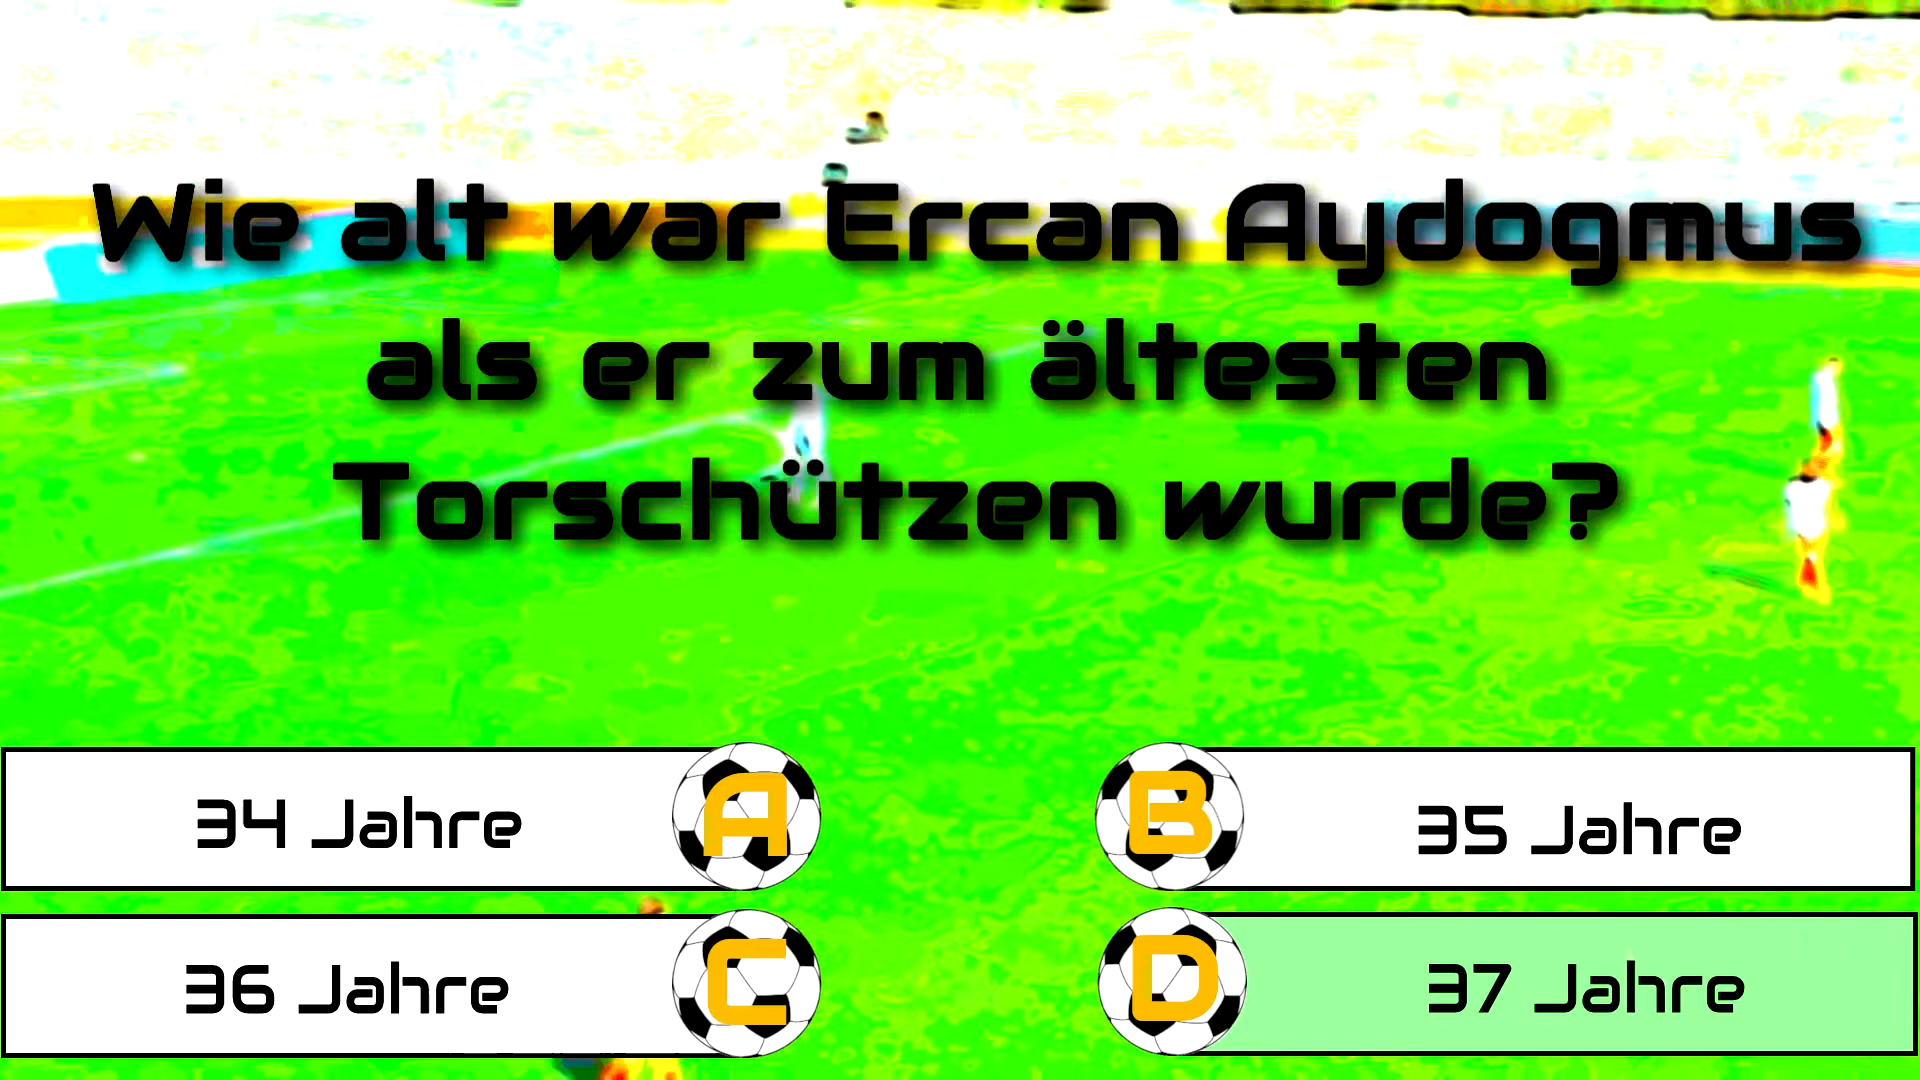 Wie alt war Ercan Aydogmus
als er zum ältesten
Torschützen wurde?
34 Jahre A
B 35 Jahre
36 Jahre C
D 37 Jahre